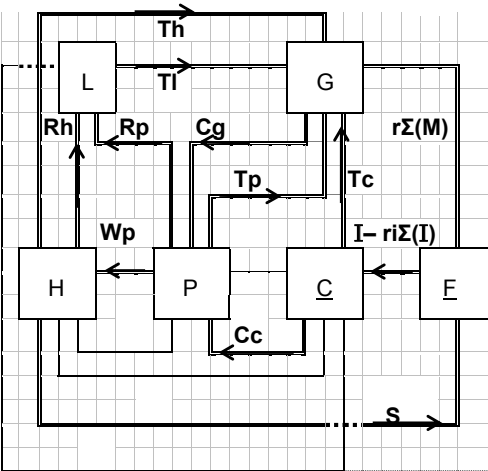 Th
L Tl G
Rh Rp Cg rΣ(M)
Tp Tc
Wp I– riΣ(I)
H P C F
Cc
S